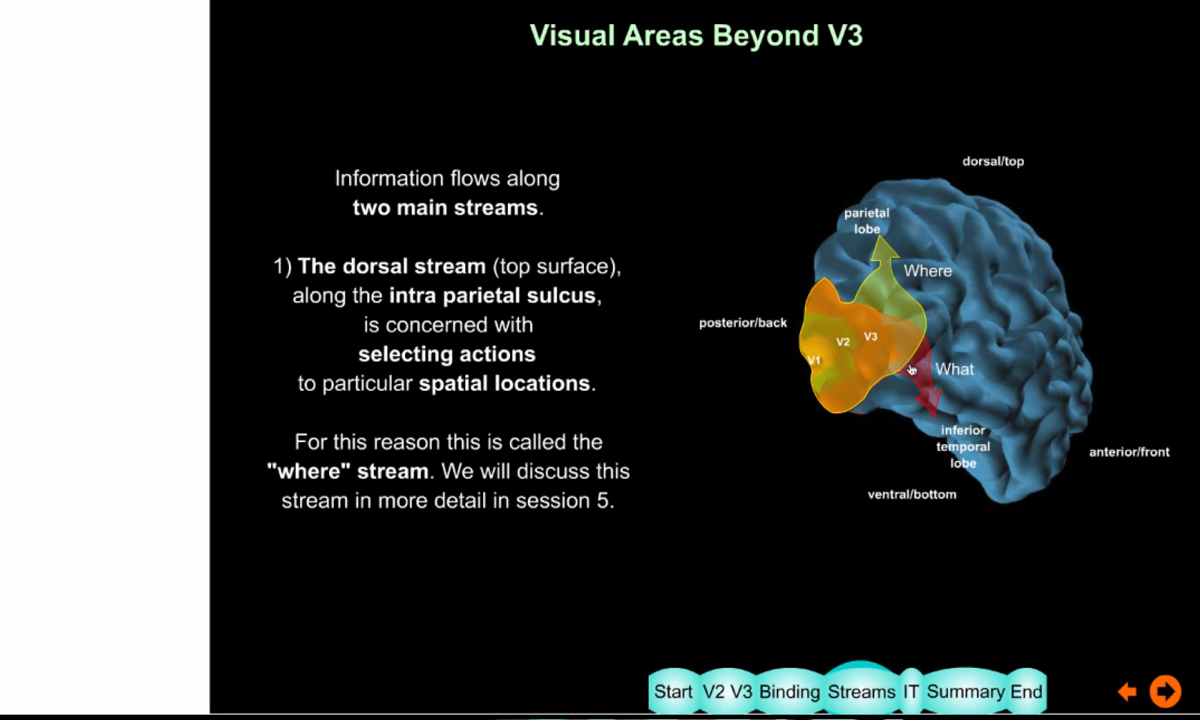 Visual Areas Beyond V3
Information flows along
two main streams.
1) The dorsal stream (top surface),
along the intra parietal sulcus,
is concerned with
selecting actions
to particular spatial locations.
For this reason this is called the
"where" stream. We will discuss this
stream in more detail in session 5.
dorsal/top
parietal
lobe
Where
posterior/back
V1
V2
V3
What
inferior
temporal
lobe
anterior/front
ventral/bottom
Start V2 V3 Binding Streams IT Summary End